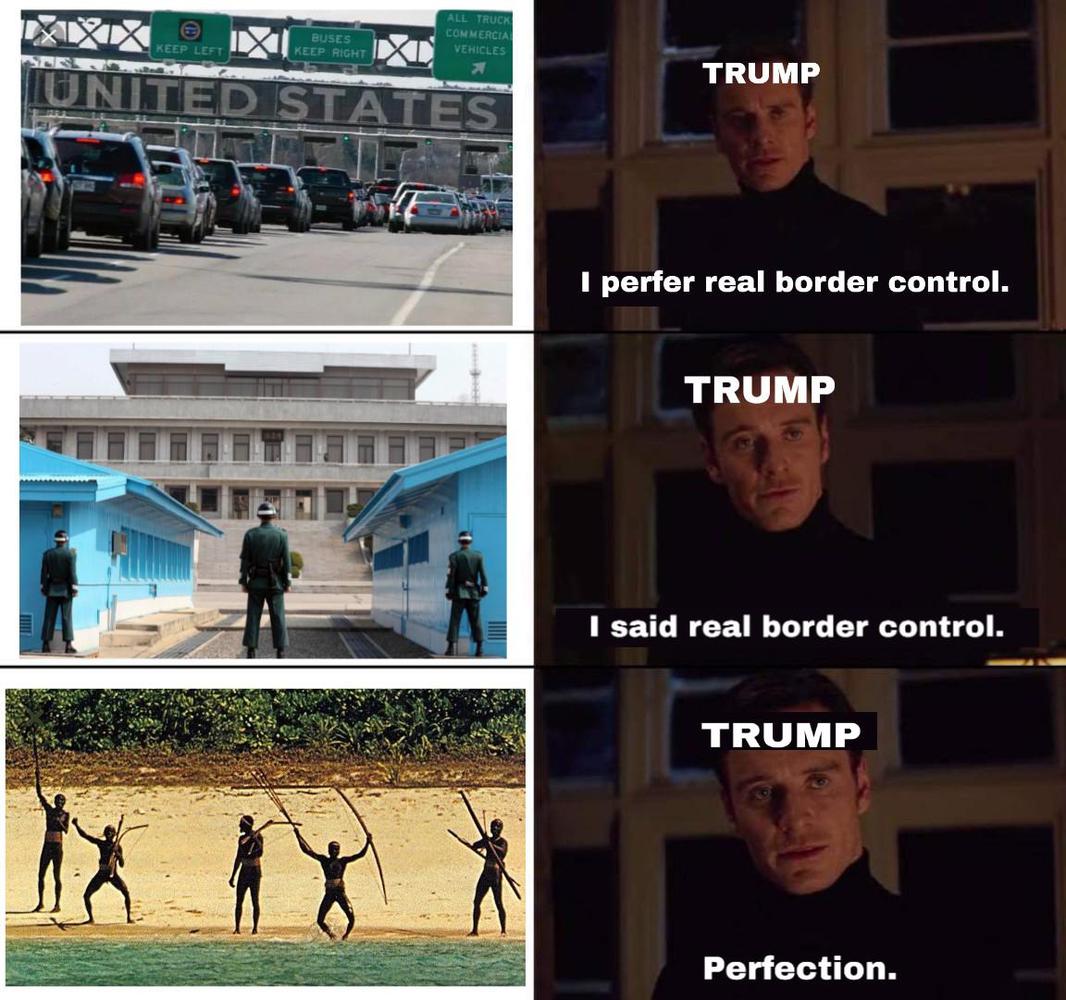 KEEP LEFT
BUSES
KEEP RIGHT
ALL TRUCKS
COMMERCIAL
VEHICLES
UNITED STATES
TRUMP
I perfer real border control.
TRUMP
I said real border control.
TRUMP
Perfection.